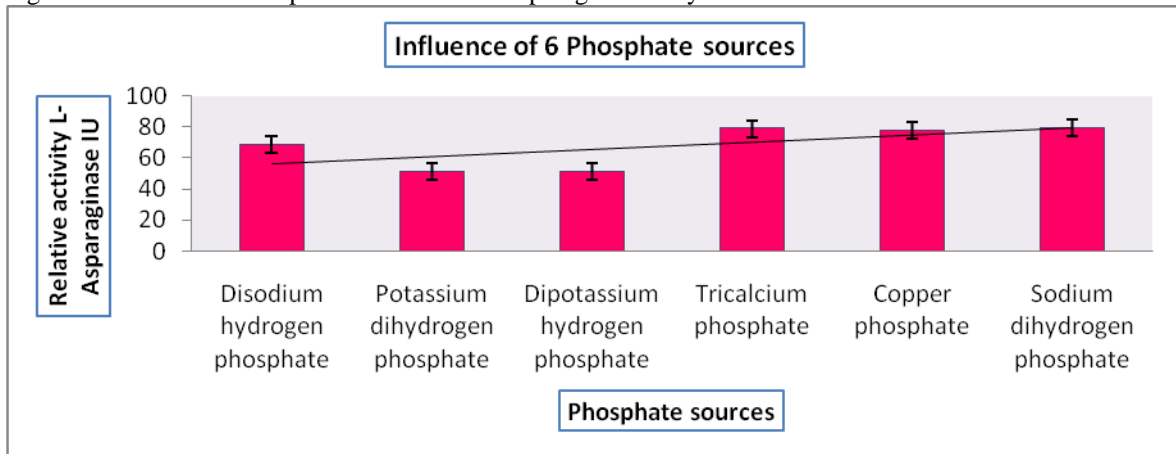 Influence of 6 Phosphate sources
Relative activity L-
Asparaginase IU
100
80
60
40
20
0
Disodium hydrogen phosphate
Potassium dihydrogen phosphate
Dipotassium hydrogen phosphate
Tricalcium phosphate
Copper phosphate
Sodium dihydrogen phosphate
Phosphate sources